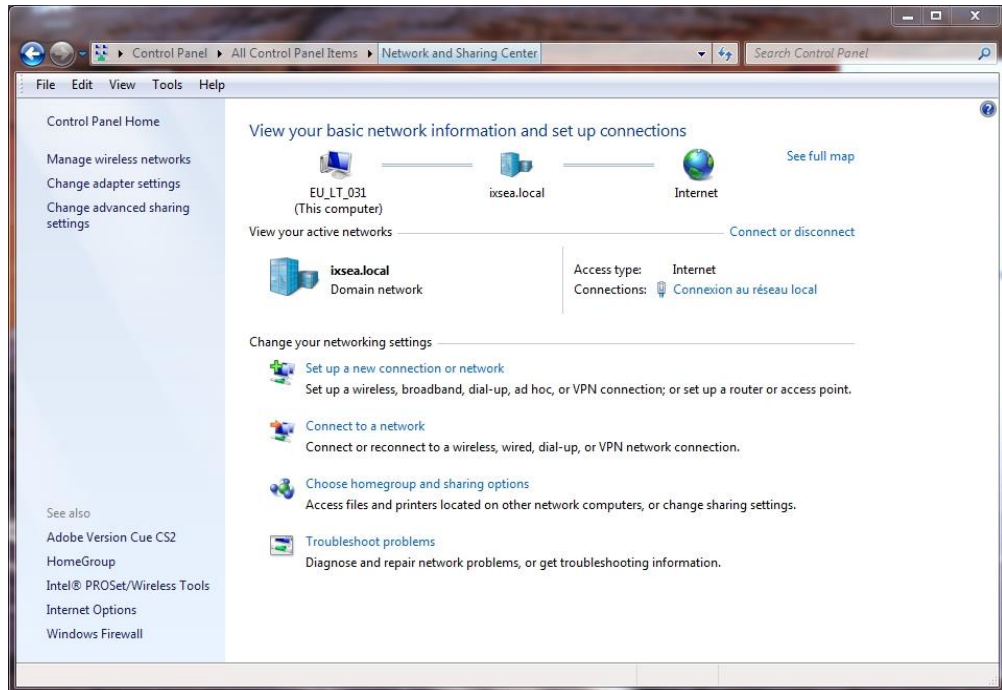 Control Panel ▸ All Control Panel Items ▸ Network and Sharing Center
Search Control Panel
File Edit View Tools Help
Control Panel Home
Manage wireless networks
Change adapter settings
Change advanced sharing
settings
See also
Adobe Version Cue CS2
HomeGroup
Intel® PROSet/Wireless Tools
Internet Options
Windows Firewall
View your basic network information and set up connections
See full map
EU_LT_031
(This computer)
ixsea.local
Internet
View your active networks
Connect or disconnect
ixsea.local
Domain network
Access type: Internet
Connections: Connexion au réseau local
Change your networking settings
Set up a new connection or network
Set up a wireless, broadband, dial-up, ad hoc, or VPN connection; or set up a router or access point.
Connect to a network
Connect or reconnect to a wireless, wired, dial-up, or VPN network connection.
Choose homegroup and sharing options
Access files and printers located on other network computers, or change sharing settings.
Troubleshoot problems
Diagnose and repair network problems, or get troubleshooting information.